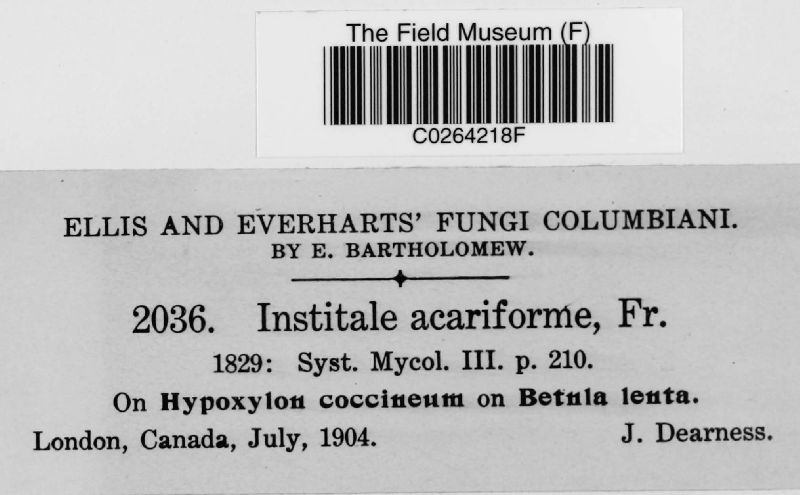 The Field Museum (F)
C0264218F
ELLIS AND EVERHARTS' FUNGI COLUMBIANI.
BY E. BARTHOLOMEW.
2036. Institale acariforme, Fr.
1829: Syst. Mycol. III. p. 210.
On Hypoxylon coccineum on Betula lenta.
London, Canada, July, 1904. J. Dearness.